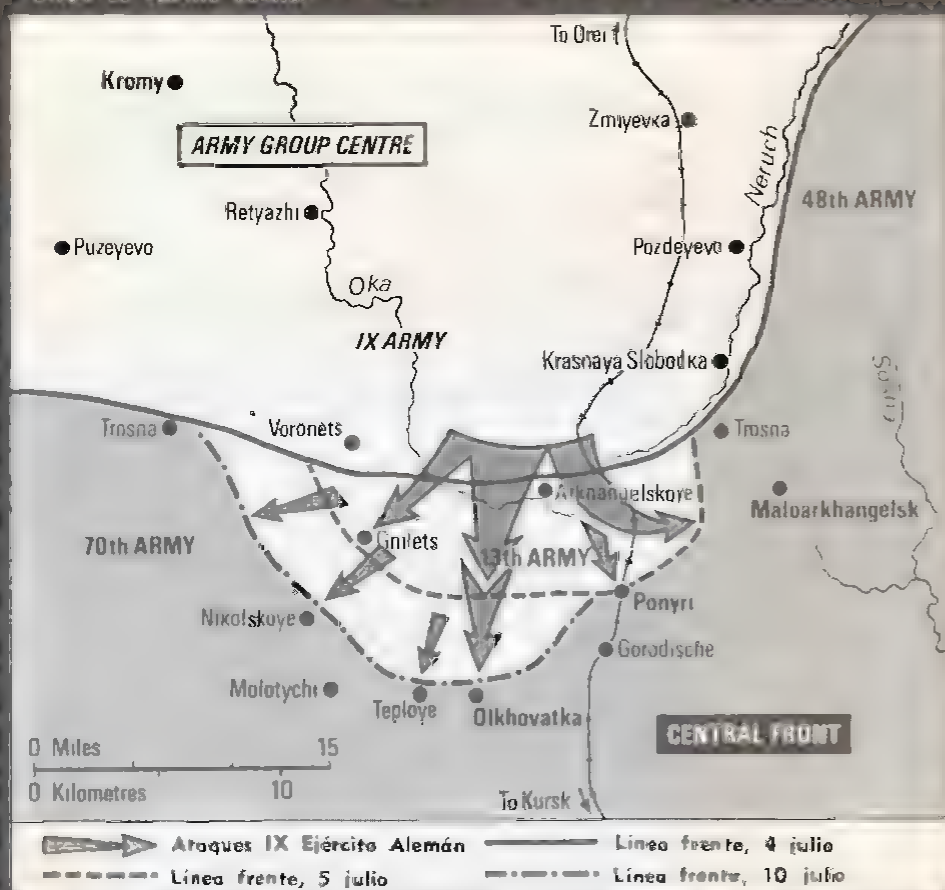 To Orel
Kromy
Zmiyevka
ARMY GROUP CENTRE
Neruch
48th ARMY
Retyazhi
Puzeyevo
Pozdeyevo
Oka
IX ARMY
Krasnaya Slobodka
Trosna
Voronets
Trosna
Arkhangelskoye
Maloarkhangelsk
70th ARMY
Gnilets
13th ARMY
Ponyri
Nikolskoye
Gorodische
Molotychi
Teploye
Olkhovatka
CENTRAL FRONT
0 Miles 15
0 Kilometres 10
To Kursk
Ataques IX Ejército Alemán
Línea frente, 4 julio
Línea frente, 5 julio
Línea frente, 10 julio